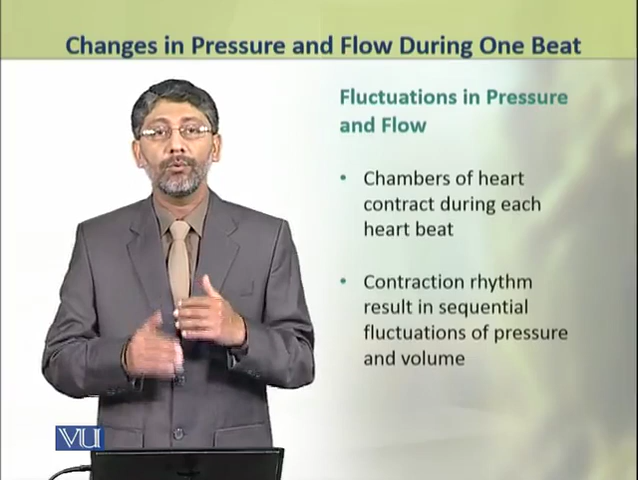 Changes in Pressure and Flow During One Beat
Fluctuations in Pressure
and Flow
• Chambers of heart
contract during each
heart beat
• Contraction rhythm
result in sequential
fluctuations of pressure
and volume
VU